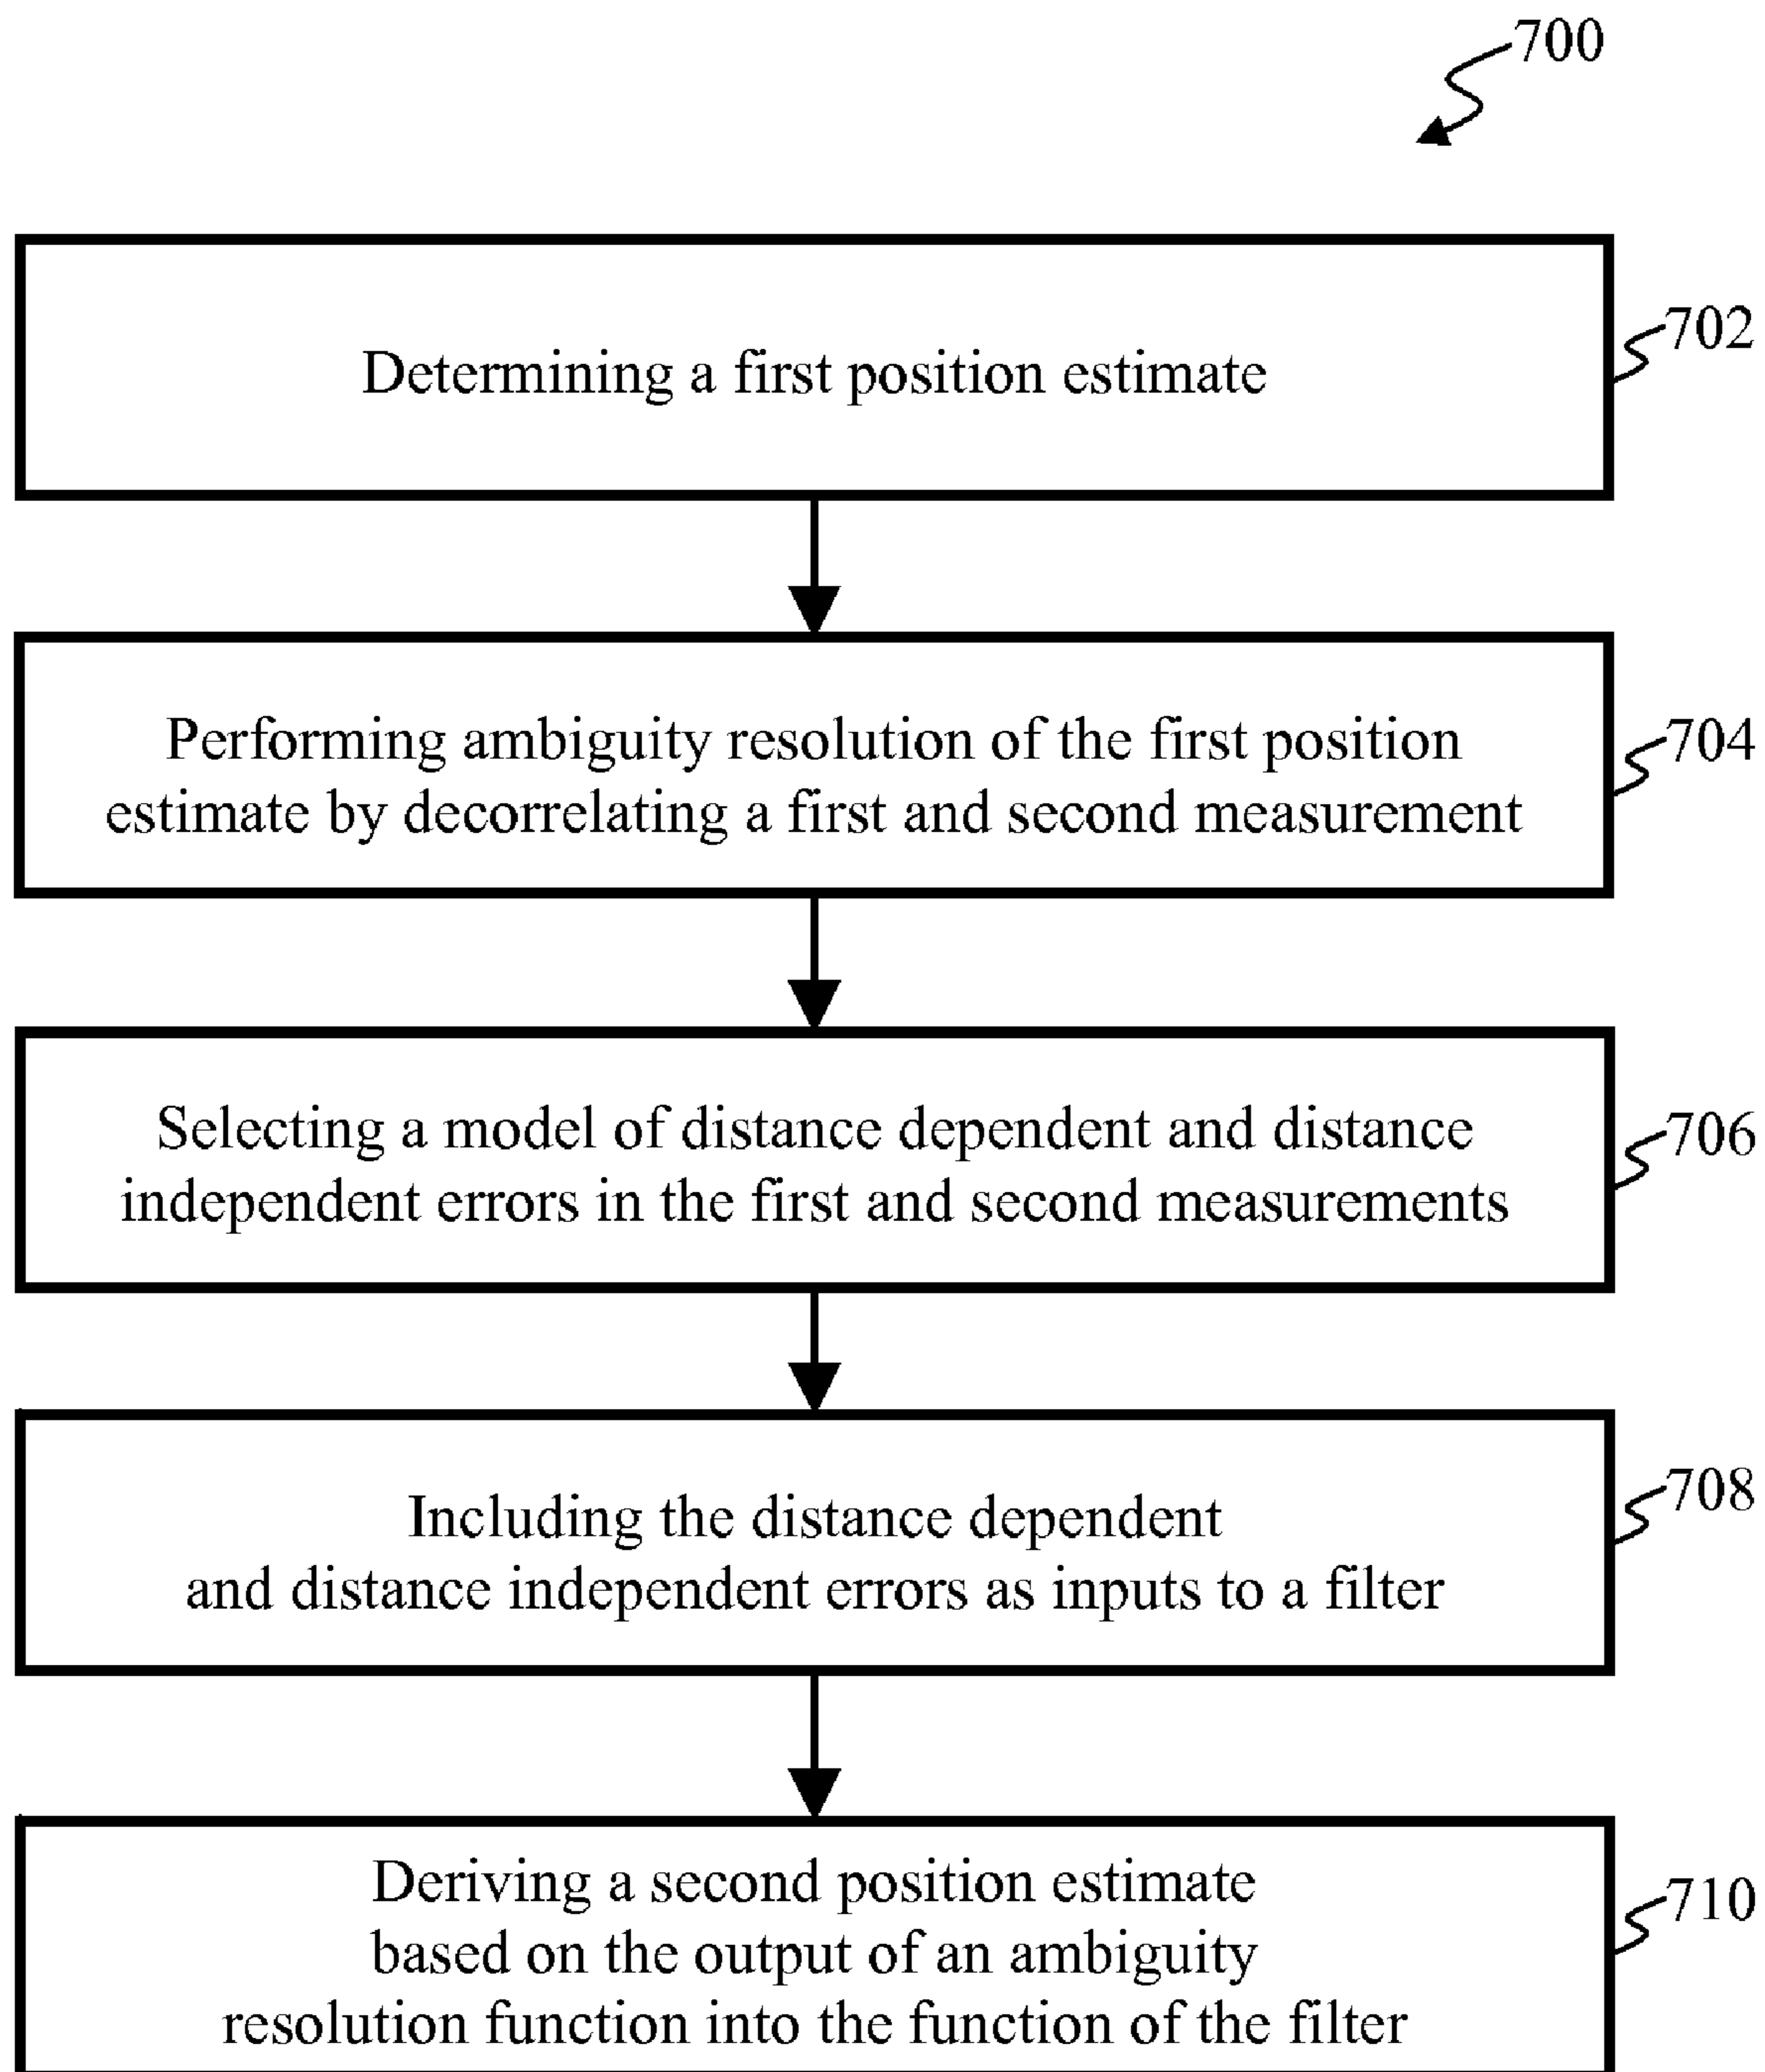 700
Determining a first position estimate
702
Performing ambiguity resolution of the first position
estimate by decorrelating a first and second measurement
704
Selecting a model of distance dependent and distance
independent errors in the first and second measurements
706
Including the distance dependent
and distance independent errors as inputs to a filter
708
Deriving a second position estimate
based on the output of an ambiguity
resolution function into the function of the filter
710